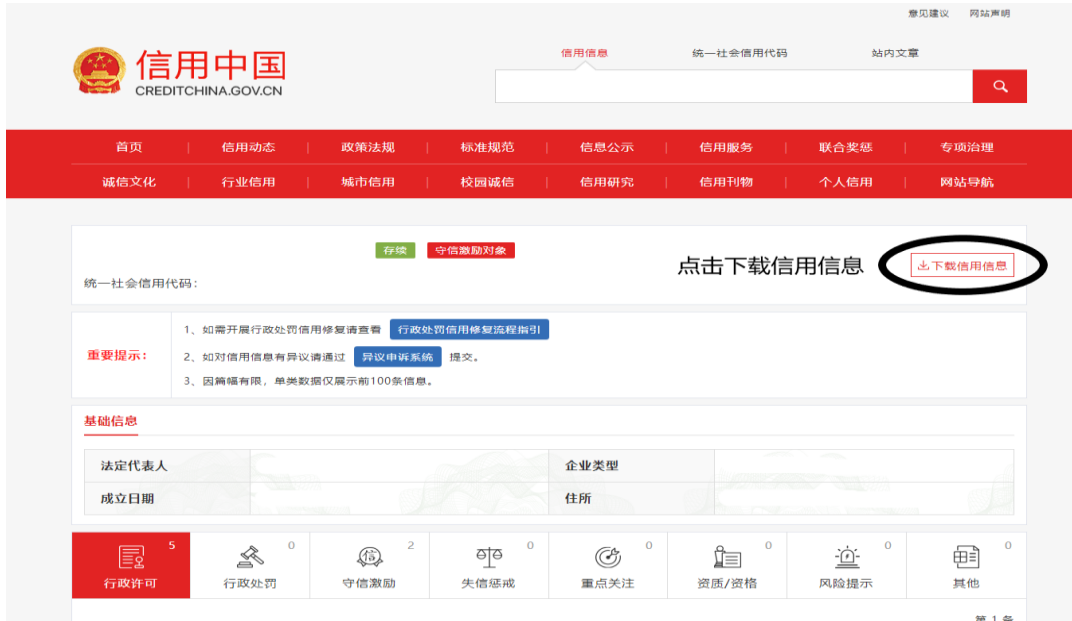 意见建议 网站声明
信用信息 统一社会信用代码 站内文章
信用中国
CREDITCHINA.GOV.CN
首页 信用动态 政策法规 标准规范 信息公示 信用服务 联合奖惩 专项治理
诚信文化 行业信用 城市信用 校园诚信 信用研究 信用刊物 个人信用 网站导航
存续 守信激励对象
点击下载信用信息 下载信用信息
统一社会信用代码：
重要提示：
1、如需开展行政处罚信用修复请查看 行政处罚信用修复流程指引
2、如对信用信息有异议请通过 异议申诉系统 提交。
3、因篇幅有限，单类数据仅展示前100条信息。
基础信息
法定代表人 企业类型
成立日期 住所
5 0 2 0 0 0 0 0
行政许可 行政处罚 守信激励 失信惩戒 重点关注 资质/资格 风险提示 其他
第 1 条